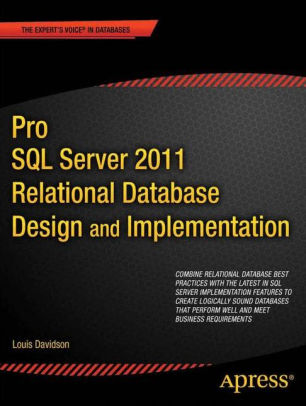 THE EXPERT'S VOICE® IN DATABASES
Pro
SQL Server 2011
Relational Database
Design and Implementation
COMBINE RELATIONAL DATABASE BEST
PRACTICES WITH THE LATEST IN SQL
SERVER IMPLEMENTATION FEATURES TO
CREATE LOGICALLY SOUND DATABASES
THAT PERFORM WELL AND MEET
BUSINESS REQUIREMENTS
Louis Davidson
Apress®